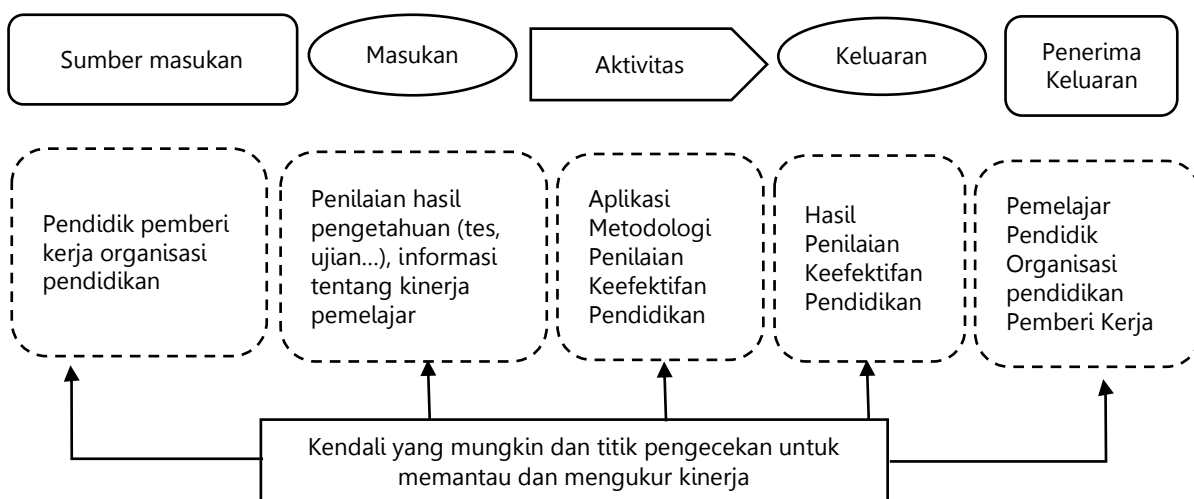 Sumber masukan
Masukan
Aktivitas
Keluaran
Penerima
Keluaran
Pendidik pemberi
kerja organisasi
pendidikan
Penilaian hasil
pengetahuan (tes,
ujian...), informasi
tentang kinerja
pemelajar
Aplikasi
Metodologi
Penilaian
Keefektifan
Pendidikan
Hasil
Penilaian
Keefektifan
Pendidikan
Pemelajar
Pendidik
Organisasi
pendidikan
Pemberi Kerja
Kendali yang mungkin dan titik pengecekan untuk
memantau dan mengukur kinerja